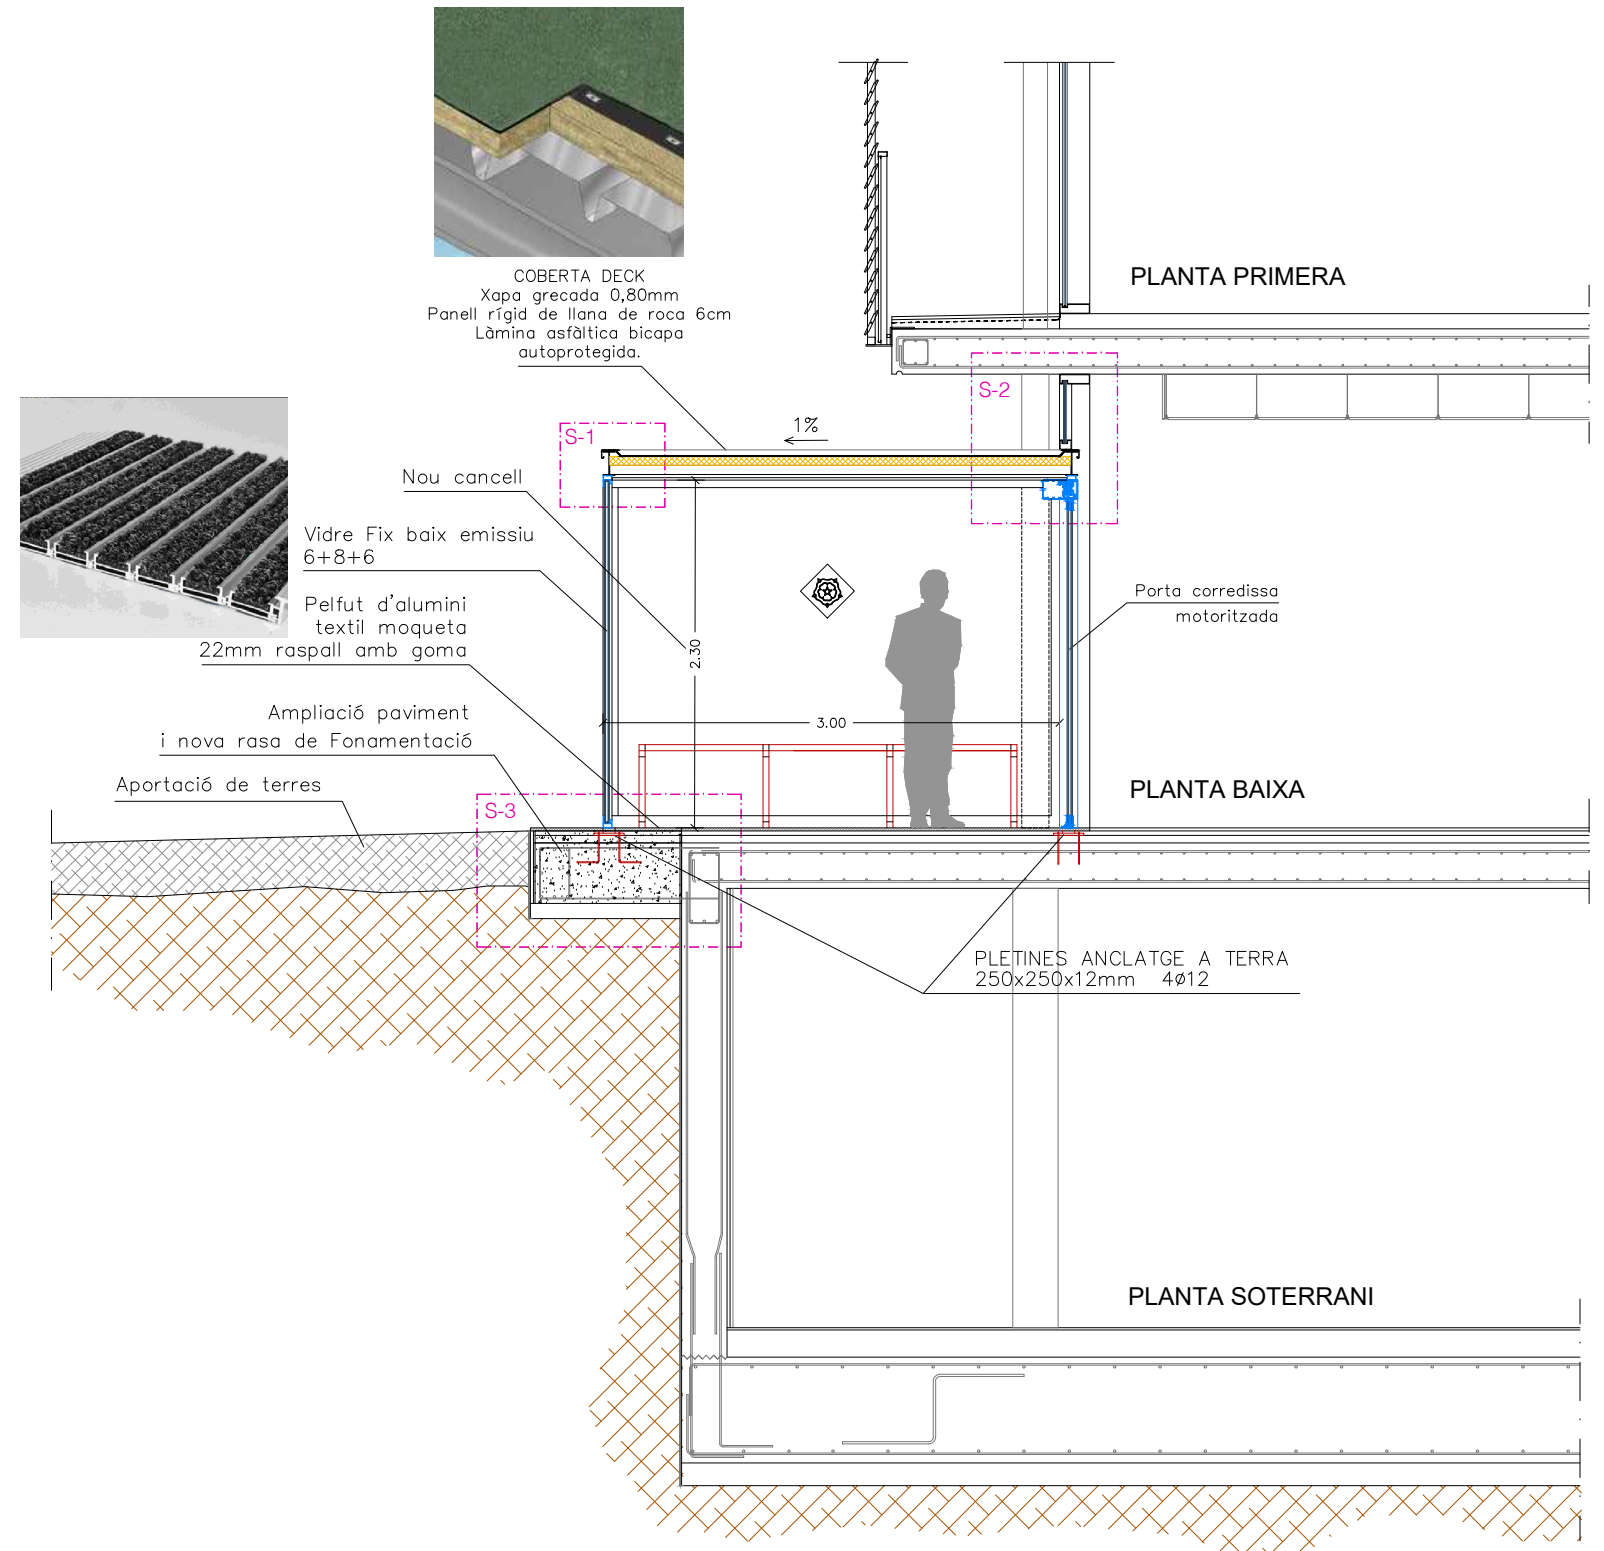 COBERTA DECK
Xapa grecada 0,80mm
Panell rígid de llana de roca 6cm
Làmina asfàltica bicapa
autoprotegida.
PLANTA PRIMERA
S-2
1%
S-1
Nou cancell
Vidre Fix baix emissiu
6+8+6
Pelfut d'alumini
textil moqueta
22mm raspall amb goma
Porta corredissa
motoritzada
2.30
3.00
Ampliació paviment
i nova rasa de Fonamentació
Aportació de terres
PLANTA BAIXA
S-3
PLETINES ANCLATGE A TERRA
250x250x12mm 4ø12
PLANTA SOTERRANI